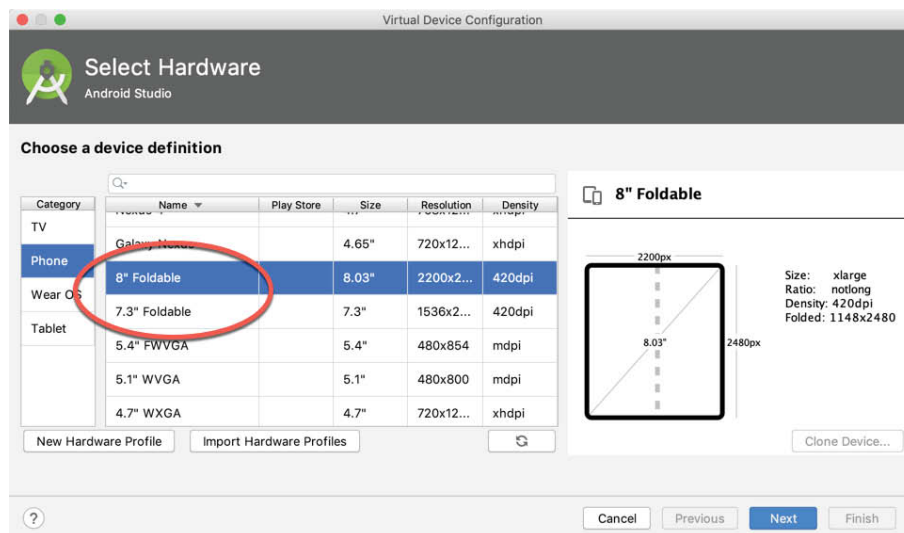 Virtual Device Configuration
Select Hardware
Android Studio
Choose a device definition
Category Name Play Store Size Resolution Density
TV
Phone
Wear OS
Tablet
Galaxy Nexus 4.65" 720x12... xhdpi
8" Foldable 8.03" 2200x2... 420dpi
7.3" Foldable 7.3" 1536x2... 420dpi
5.4" FWVGA 5.4" 480x854 mdpi
5.1" WVGA 5.1" 480x800 mdpi
4.7" WXGA 4.7" 720x12... xhdpi
New Hardware Profile Import Hardware Profiles
8" Foldable
2200px
8.03"
2480px
Size: xlarge
Ratio: notlong
Density: 420dpi
Folded: 1148x2480
Clone Device...
? Cancel Previous Next Finish